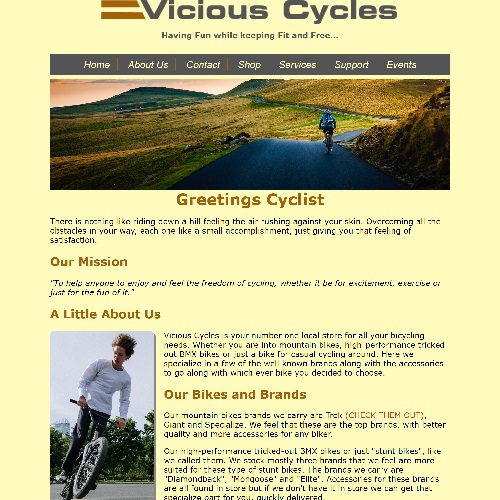 Vicious Cycles
Having Fun while keeping Fit and Free...
Home About Us Contact Shop Services Support Events
Greetings Cyclist
There is nothing like riding down a hill feeling the air rushing against your skin. Overcoming all the
obstacles in your way, each one like a small accomplishment, just giving you that feeling of
satisfaction.
Our Mission
"To help anyone to enjoy and feel the freedom of cycling, whether it be for excitement, exercise or
just for the fun of it."
A Little About Us
Vicious Cycles is your number one local store for all your bicycling
needs. Whether you are into mountain bikes, high-performance tricked
out BMX bikes or just a bike for casual cycling around. Here we
specialize in a few of the well known brands along with the accessories
to go along with which ever bike you decided to choose.
Our Bikes and Brands
Our mountain bikes brands we carry are Trek (CHECK THEM OUT),
Giant and Specialize. We feel that these are the top brands, with better
quality and more accessories for any biker.
Our high-performance tricked-out BMX bikes or just "stunt bikes", like
we called them. We stock mostly three brands that we feel are more
suited for these type of stunt bikes. The brands we carry are
"Diamondback", "Mongoose" and "Elite". Accessories for these brands
are all found in store but if we don't have it in store we can get that
specialize part for you, quickly delivered.